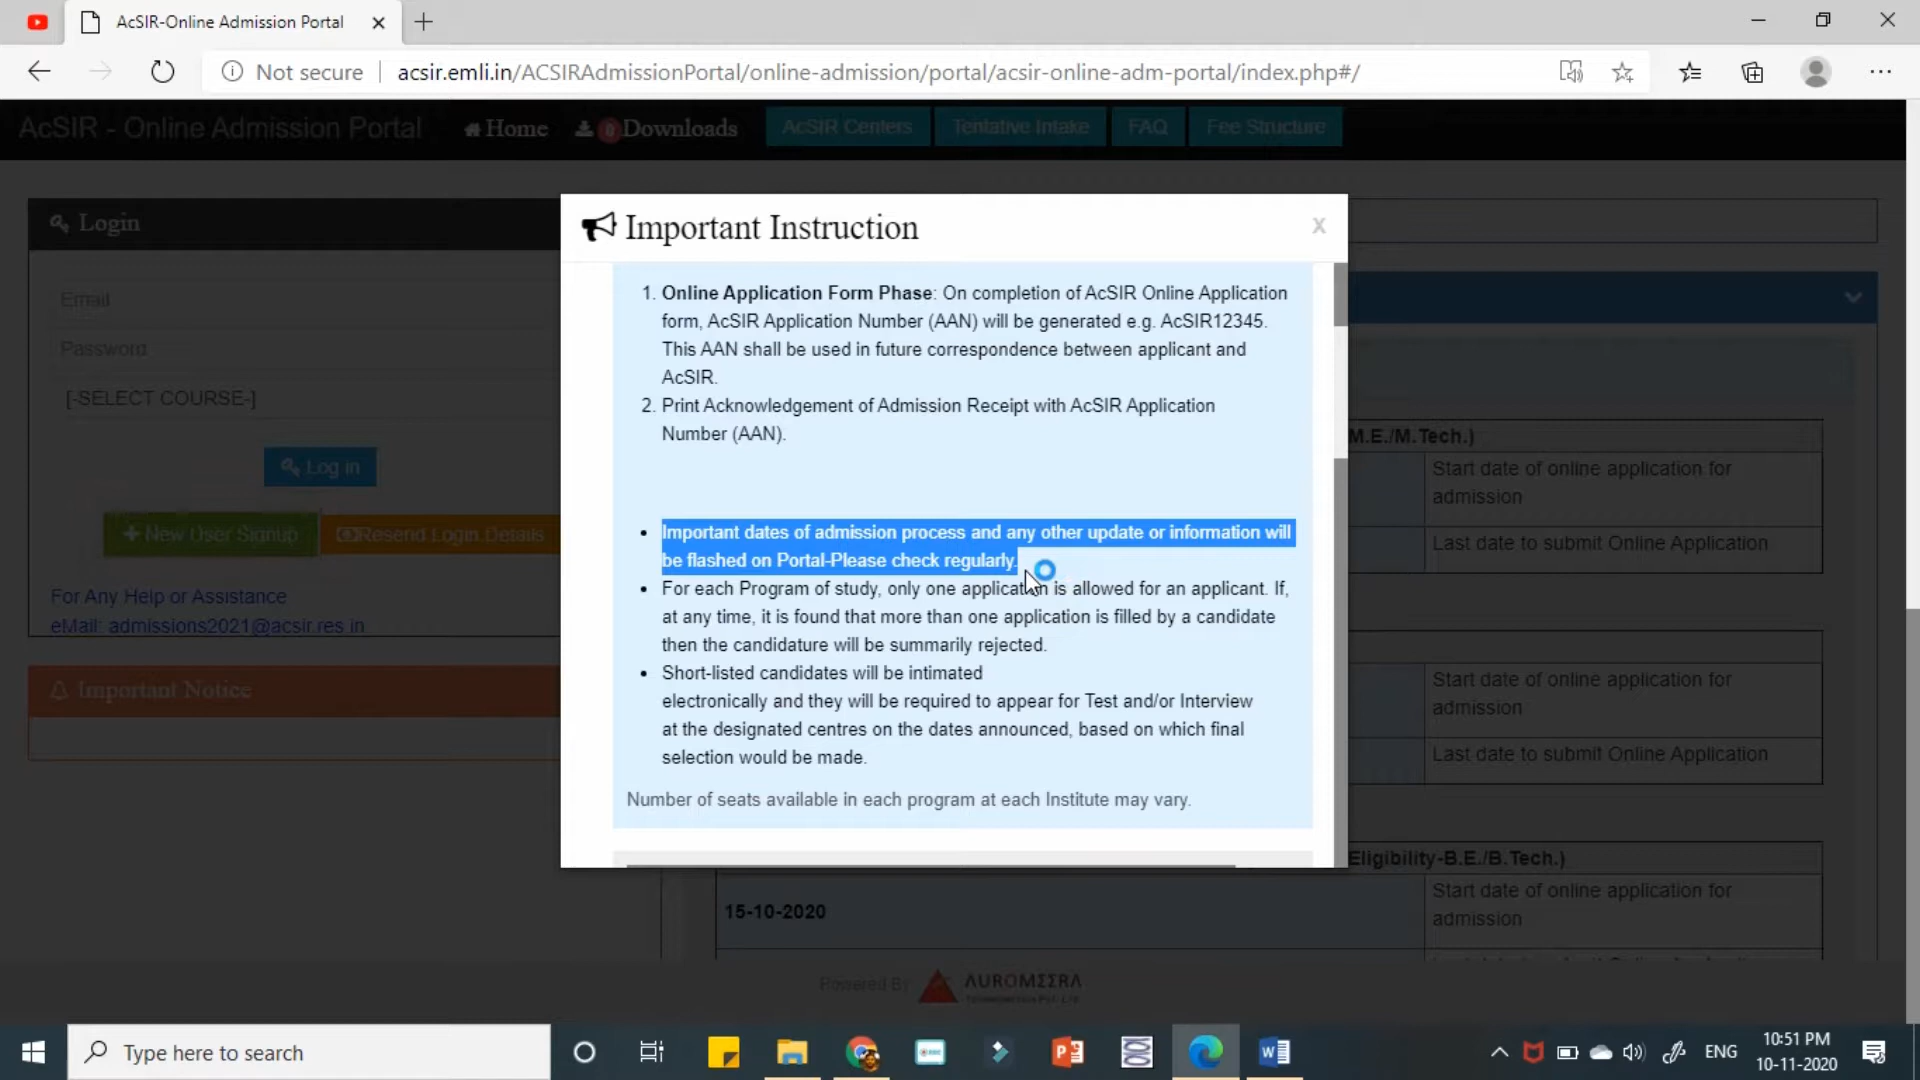 AcSIR-Online Admission Portal
Not secure
acsir.emli.in/ACSIRAdmissionPortal/online-admission/portal/acsir-online-adm-portal/index.php#/
AcSIR - Online Admission Portal
Home
0
Downloads
AcSIR Centers
Tentative Intake
FAQ
Fee Structure
Login
Email
Password
[-SELECT COURSE-]
Log in
New User Signup
Resend Login Details
For Any Help or Assistance
eMail: admissions2021@acsir.res.in
Important Notice
Important Instruction
x
1. Online Application Form Phase: On completion of AcSIR Online Application
form, AcSIR Application Number (AAN) will be generated e.g. AcSIR12345.
This AAN shall be used in future correspondence between applicant and
AcSIR.
2. Print Acknowledgement of Admission Receipt with AcSIR Application
Number (AAN).
• Important dates of admission process and any other update or information will
be flashed on Portal-Please check regularly.
• For each Program of study, only one application is allowed for an applicant. If,
at any time, it is found that more than one application is filled by a candidate
then the candidature will be summarily rejected.
• Short-listed candidates will be intimated
electronically and they will be required to appear for Test and/or Interview
at the designated centres on the dates announced, based on which final
selection would be made.
Number of seats available in each program at each Institute may vary.
M.E./M.Tech.)
Start date of online application for
admission
Last date to submit Online Application
Start date of online application for
admission
Last date to submit Online Application
Eligibility-B.E./B.Tech.)
15-10-2020
Start date of online application for
admission
Powered By
AUROMEERA
Type here to search
ENG
10:51 PM
10-11-2020